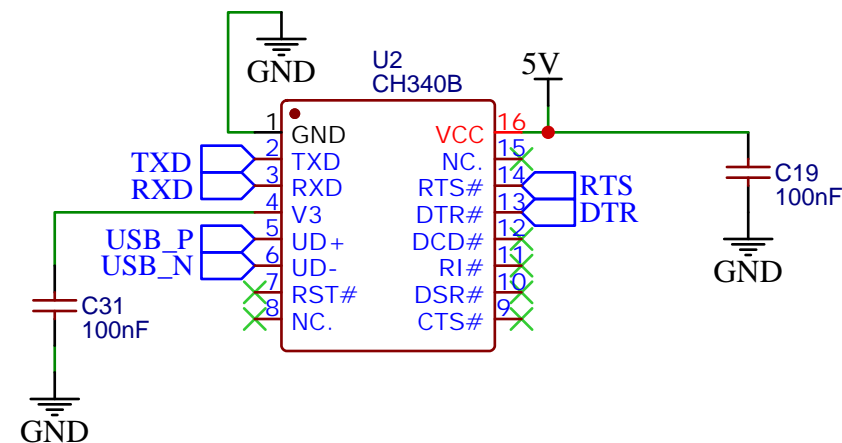 GND
U2
CH340B
5V
1 GND
VCC 16
TXD 2 TXD
NC. 15
RXD 3 RXD
RTS# 14 RTS
4 V3
DTR# 13 DTR
USB_P 5 UD+
DCD# 12
USB_N 6 UD-
RI# 11
7 RST#
DSR# 10
8 NC.
CTS# 9
C19
100nF
GND
C31
100nF
GND